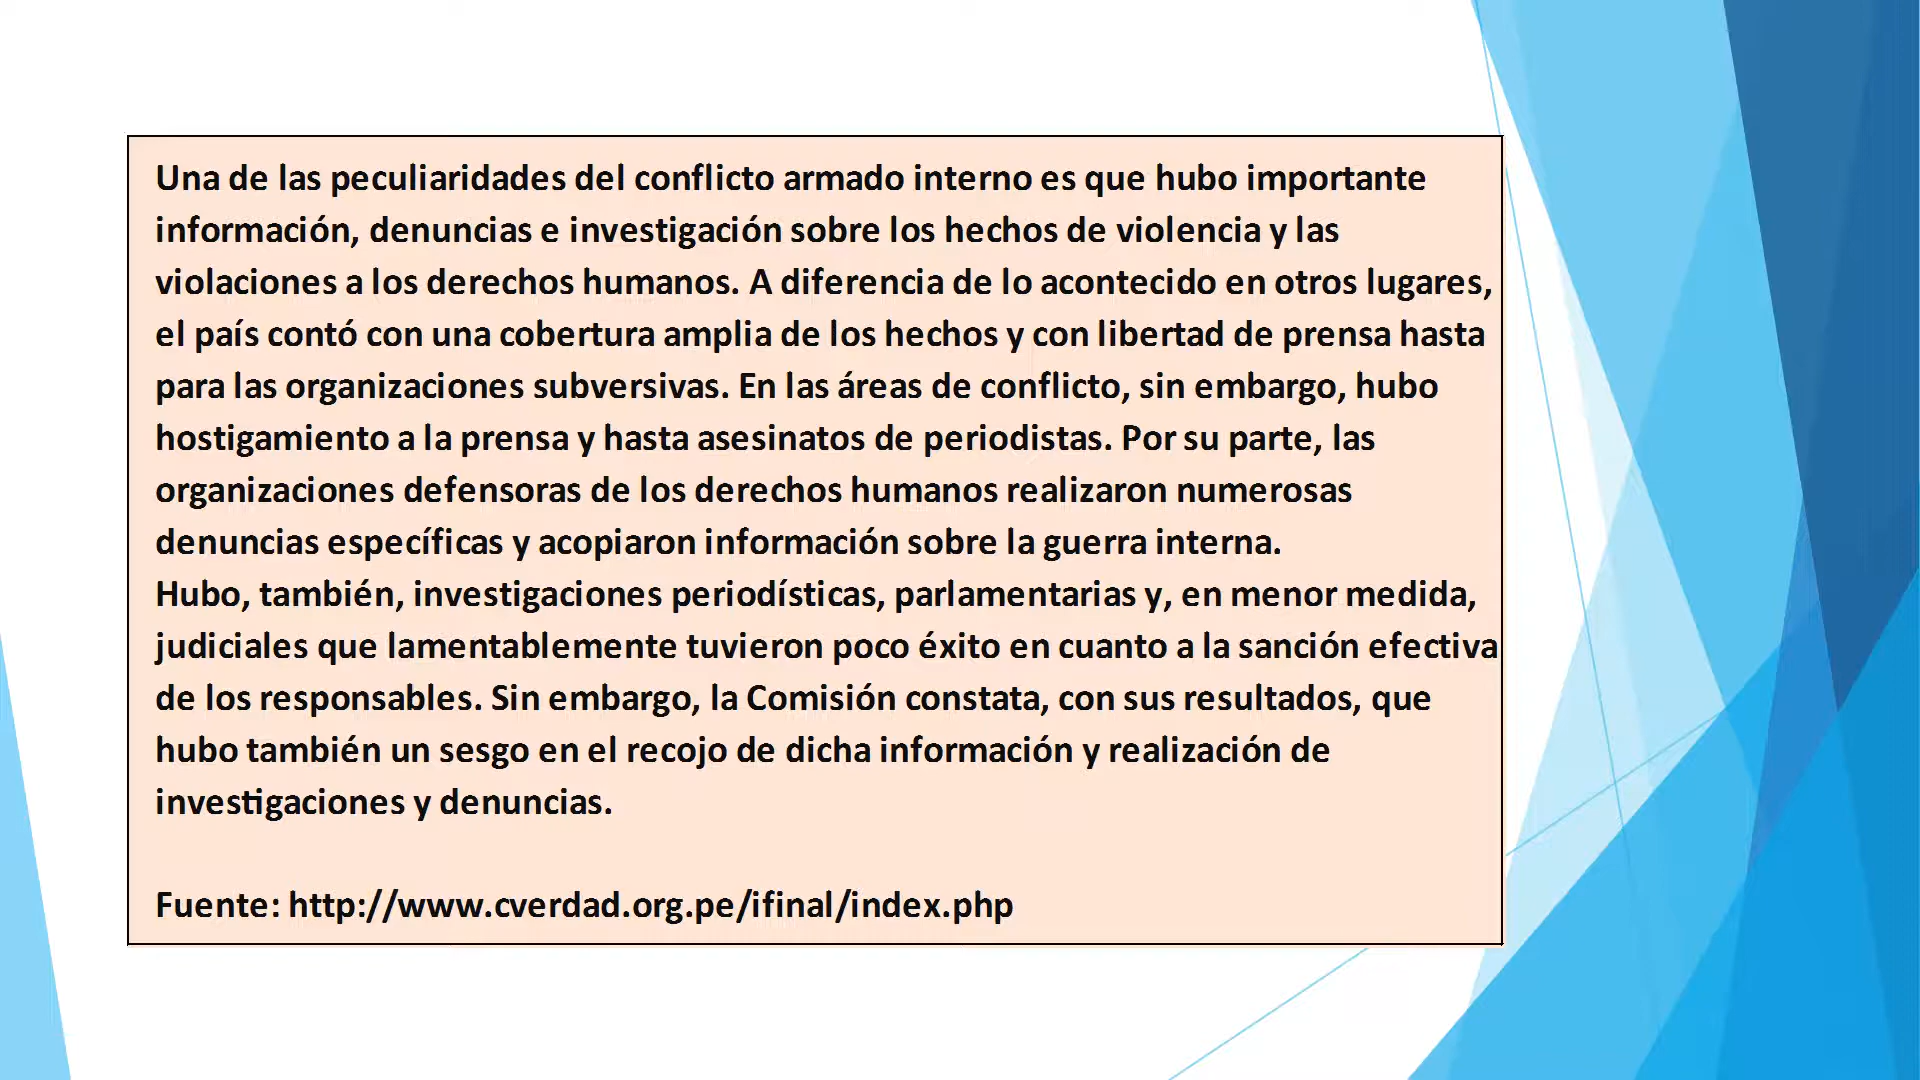 Una de las peculiaridades del conflicto armado interno es que hubo importante
información, denuncias e investigación sobre los hechos de violencia y las
violaciones a los derechos humanos. A diferencia de lo acontecido en otros lugares,
el país contó con una cobertura amplia de los hechos y con libertad de prensa hasta
para las organizaciones subversivas. En las áreas de conflicto, sin embargo, hubo
hostigamiento a la prensa y hasta asesinatos de periodistas. Por su parte, las
organizaciones defensoras de los derechos humanos realizaron numerosas
denuncias específicas y acopiaron información sobre la guerra interna.
Hubo, también, investigaciones periodísticas, parlamentarias y, en menor medida,
judiciales que lamentablemente tuvieron poco éxito en cuanto a la sanción efectiva
de los responsables. Sin embargo, la Comisión constata, con sus resultados, que
hubo también un sesgo en el recojo de dicha información y realización de
investigaciones y denuncias.
Fuente: http://www.cverdad.org.pe/ifinal/index.php